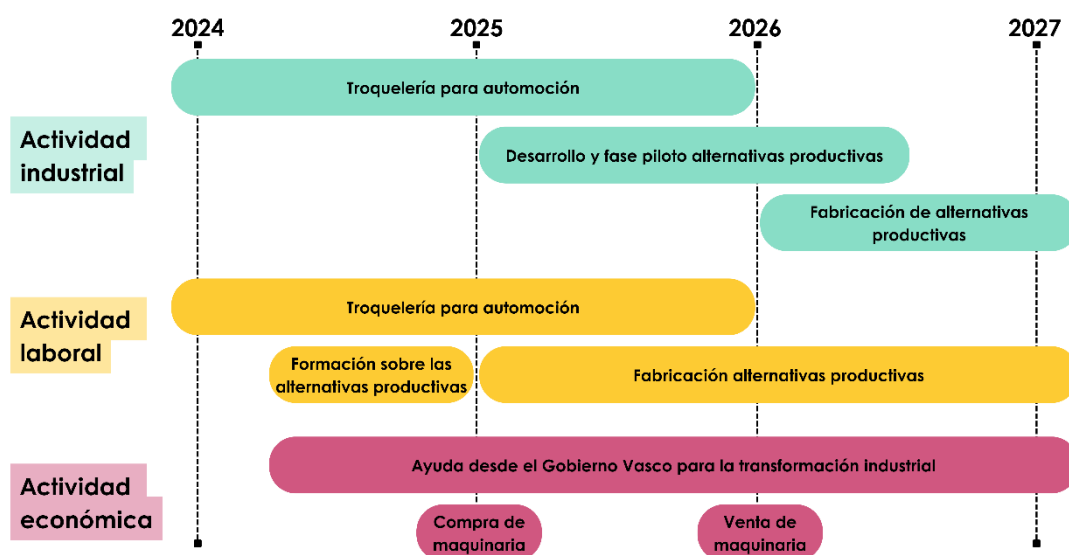 2024 2025 2026 2027
Troquelería para automoción
Actividad
industrial
Desarrollo y fase piloto alternativas productivas
Fabricación de alternativas
productivas
Actividad
laboral
Troquelería para automoción
Formación sobre las
alternativas productivas
Fabricación alternativas productivas
Actividad
económica
Ayuda desde el Gobierno Vasco para la transformación industrial
Compra de
maquinaria
Venta de
maquinaria